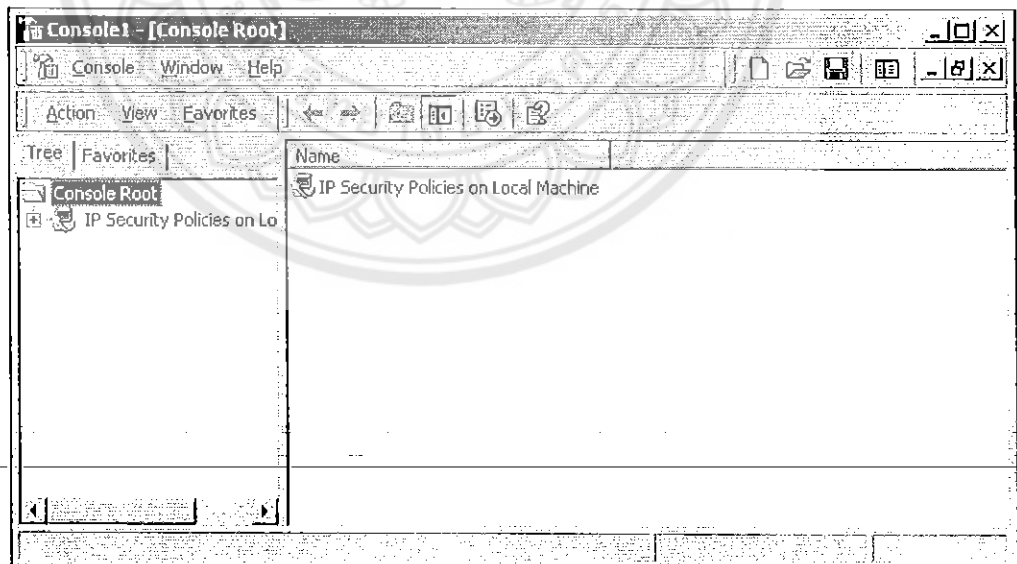 Console1 - [Console Root]
Console Window Help
Action View Favorites
Tree Favorites
Name
Console Root
IP Security Policies on Local Machine
IP Security Policies on Lo